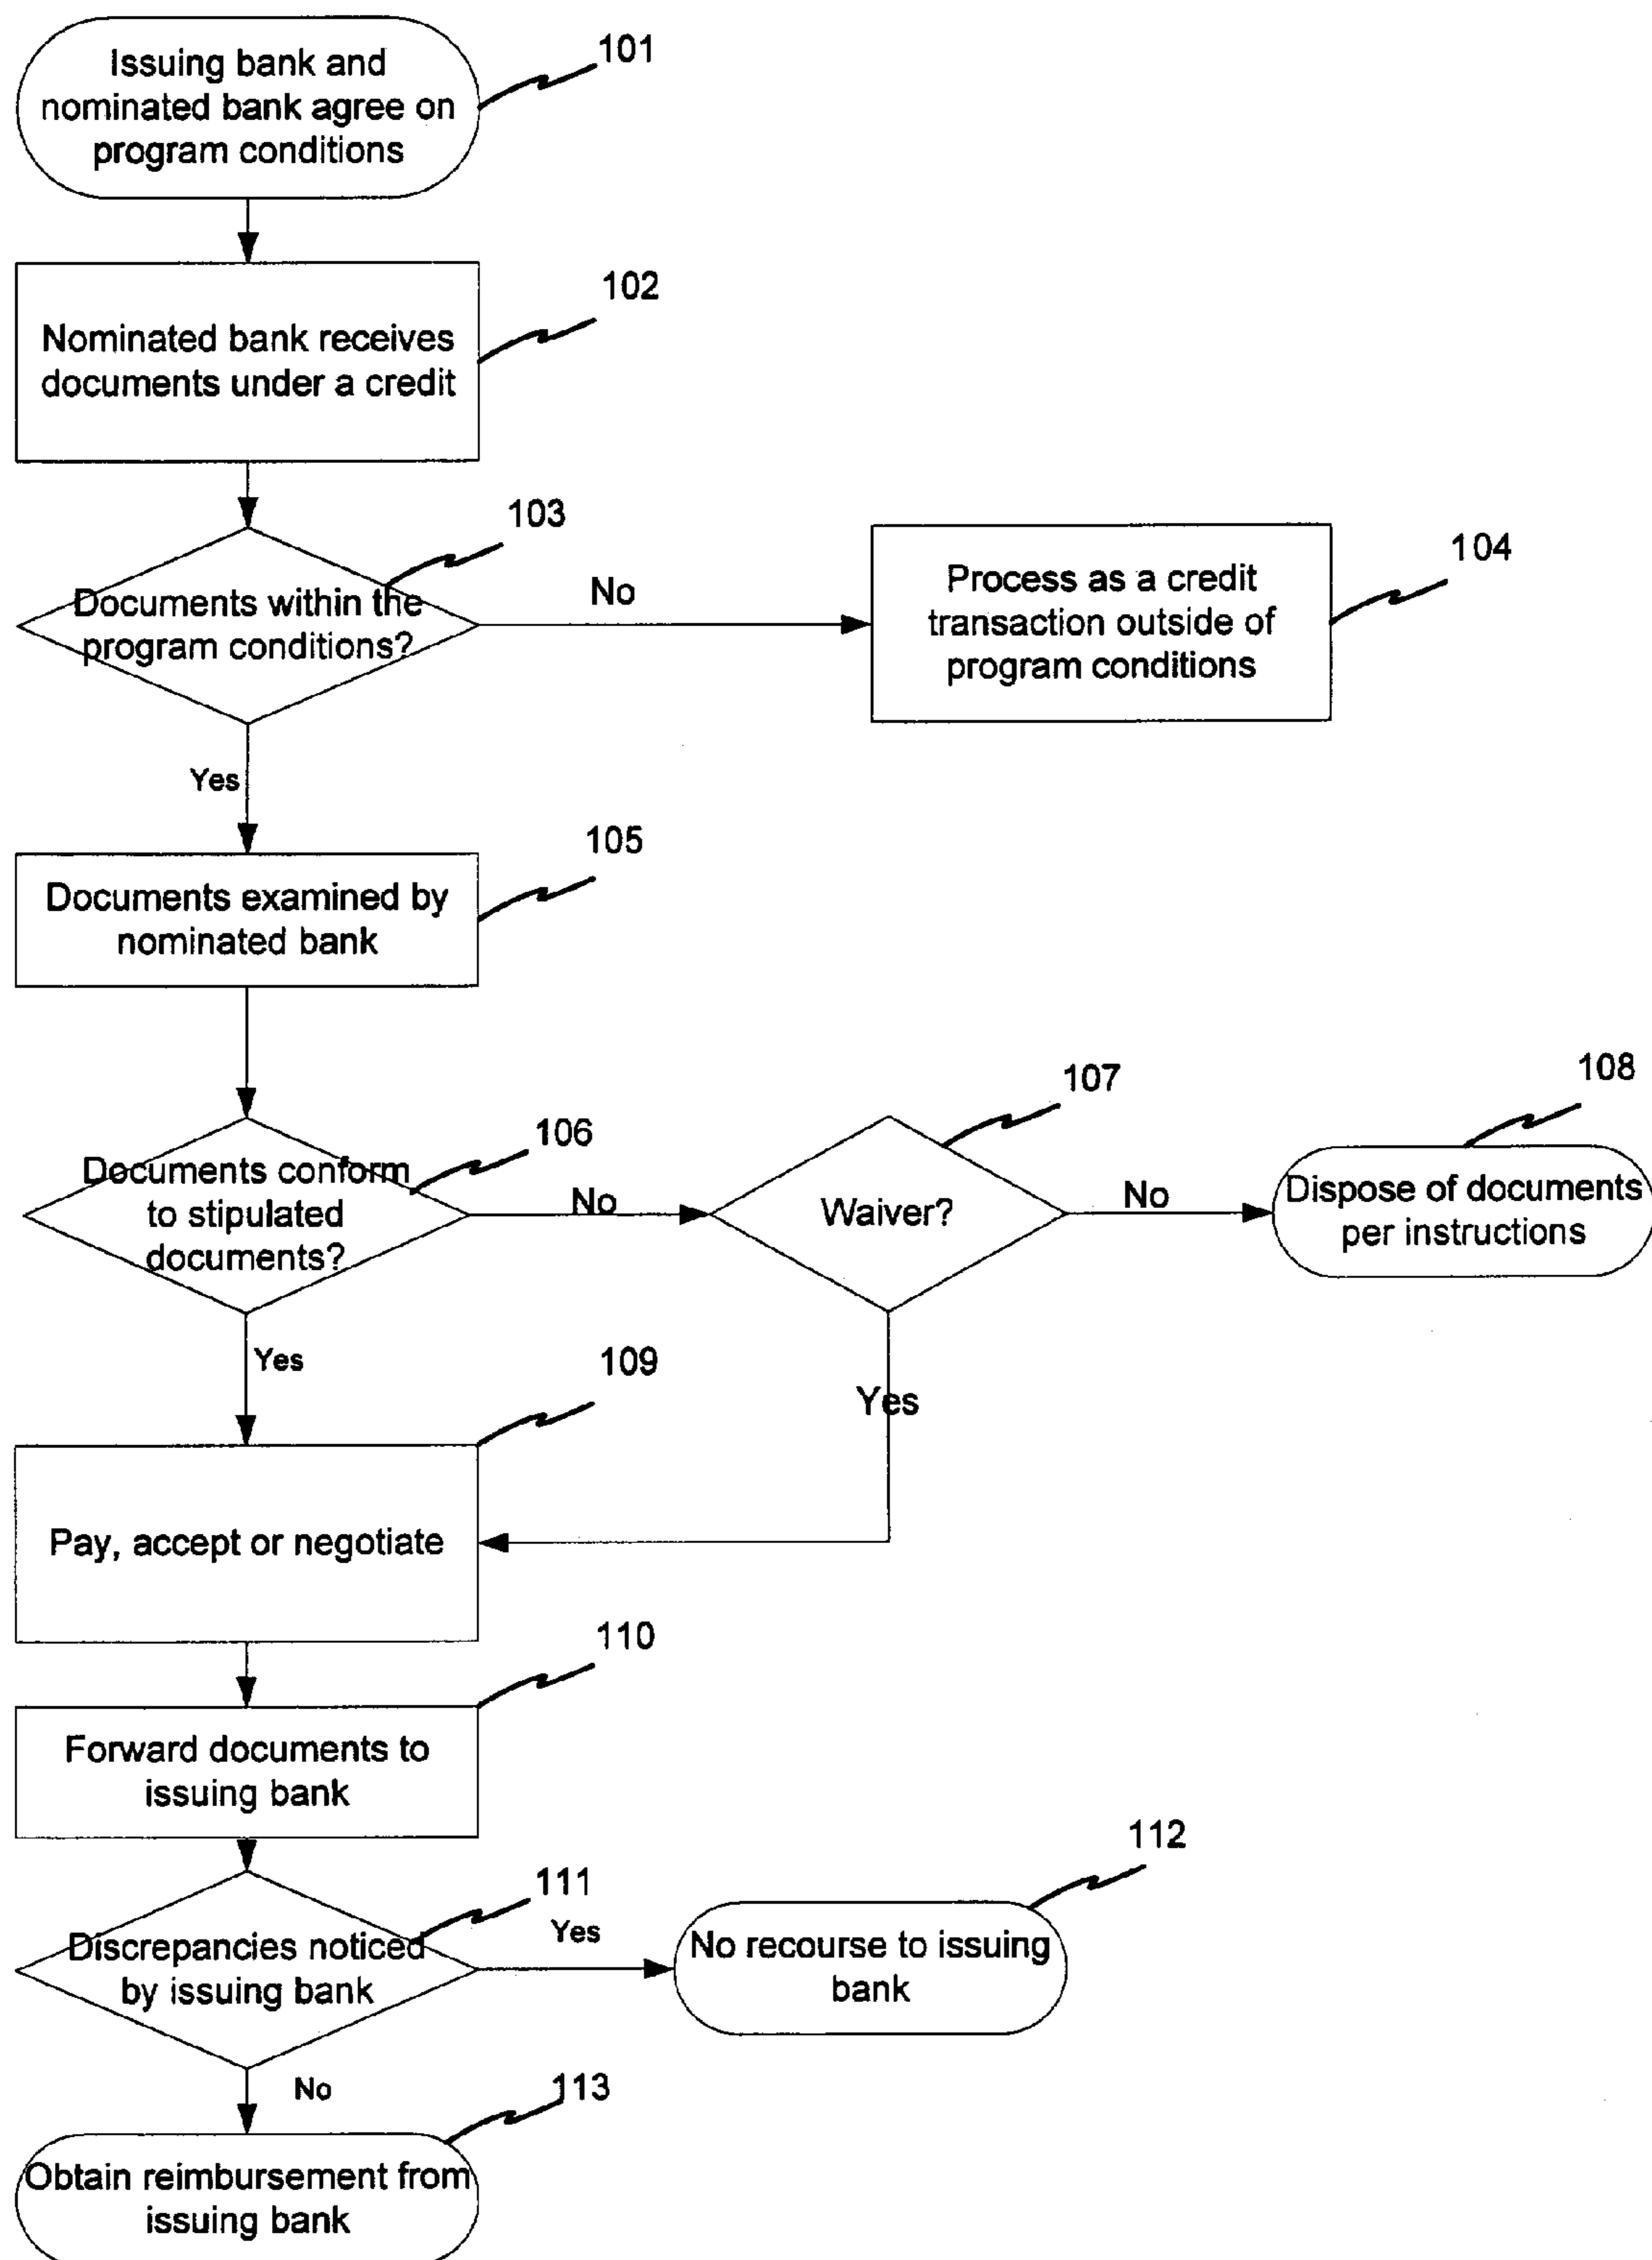 Issuing bank and
nominated bank agree on
program conditions
101
Nominated bank receives
documents under a credit
102
Documents within the
program conditions?
103
No
Process as a credit
transaction outside of
program conditions
104
Yes
Documents examined by
nominated bank
105
Documents conform
to stipulated
documents?
106
No
Waiver?
107
No
Dispose of documents
per instructions
108
Yes
Yes
Pay, accept or negotiate
109
Forward documents to
issuing bank
110
Discrepancies noticed
by issuing bank
111
Yes
No recourse to issuing
bank
112
No
Obtain reimbursement from
issuing bank
113